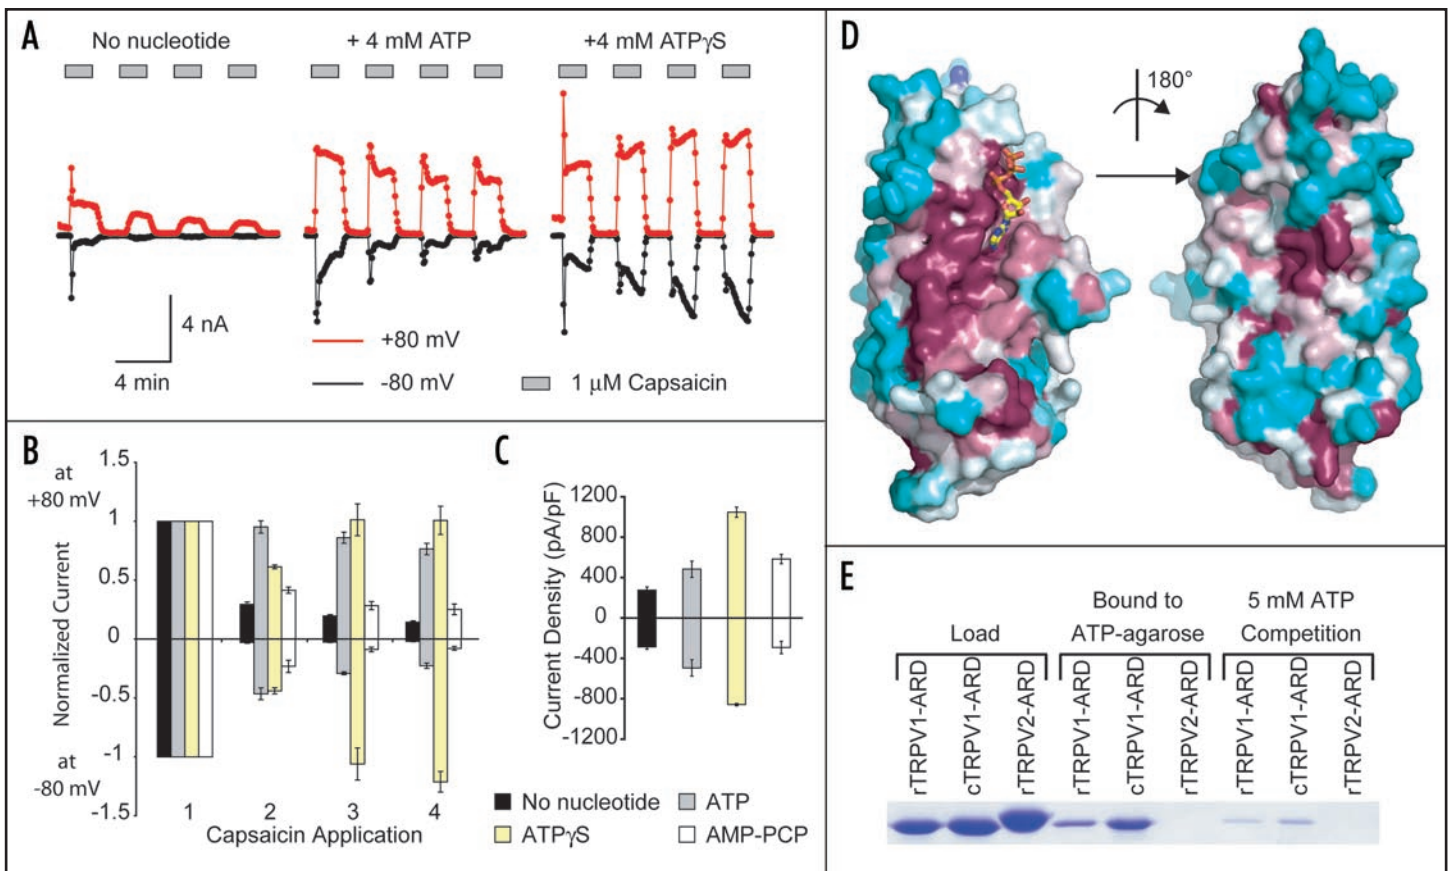 A
No nucleotide
+ 4 mM ATP
+4 mM ATPγS
4 nA
4 min
+80 mV
-80 mV
1 µM Capsaicin
B
at
+80 mV
1.5
1
0.5
0
-0.5
-1
-1.5
Normalized Current
at
-80 mV
1 2 3 4
Capsaicin Application
C
Current Density (pA/pF)
1200
800
400
0
-400
-800
-1200
No nucleotide
ATP
ATPγS
AMP-PCP
D
180°
E
Load
Bound to
ATP-agarose
5 mM ATP
Competition
rTRPV1-ARD
cTRPV1-ARD
rTRPV2-ARD
rTRPV1-ARD
cTRPV1-ARD
rTRPV2-ARD
rTRPV1-ARD
cTRPV1-ARD
rTRPV2-ARD